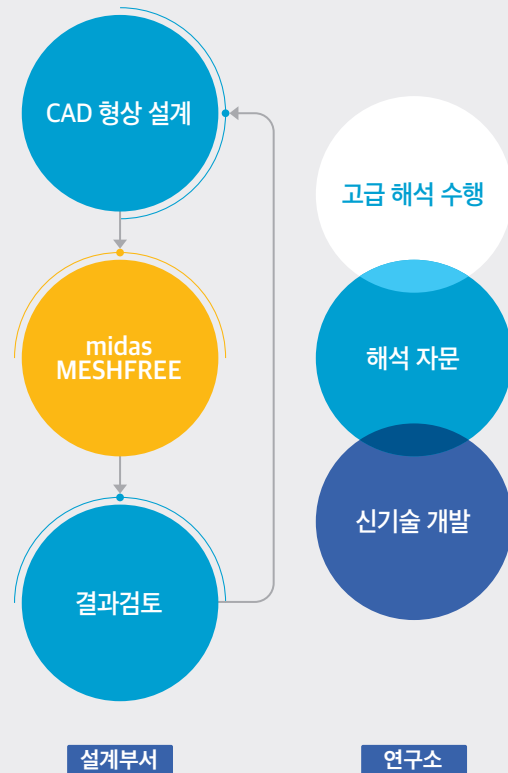 CAD 형상 설계
midas
MESHFREE
결과검토
설계부서
고급 해석 수행
해석 자문
신기술 개발
연구소